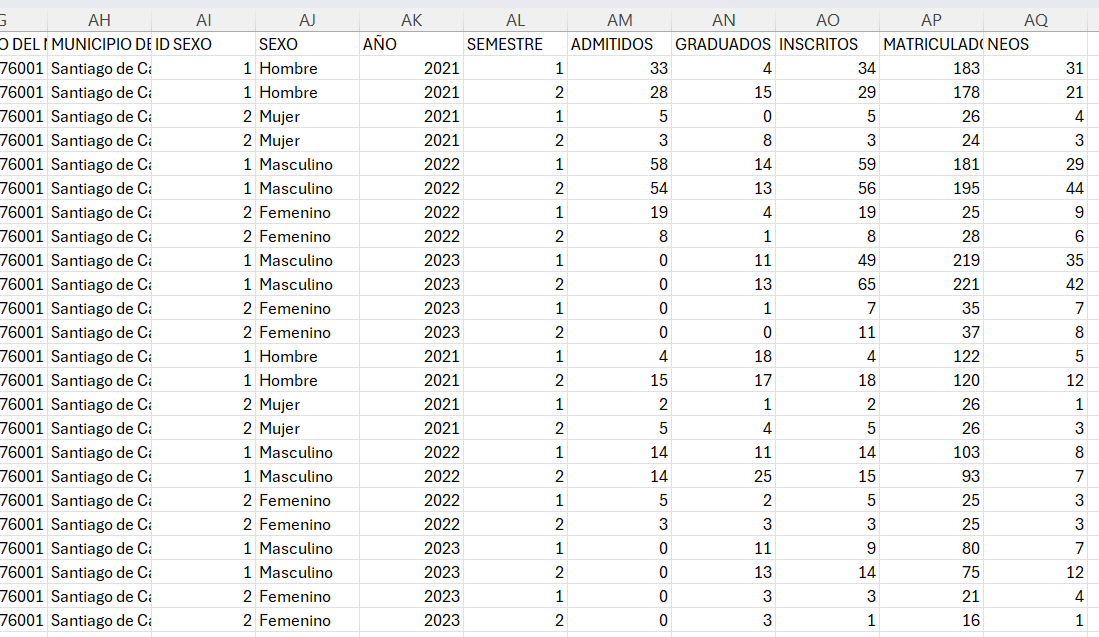 G AH AI AJ AK AL AM AN AO AP AQ
O DEL MUNICIPIO DE ID SEXO SEXO AÑO SEMESTRE ADMITIDOS GRADUADOS INSCRITOS MATRICULADO NEOS
76001 Santiago de Ca 1 Hombre 2021 1 33 4 34 183 31
76001 Santiago de Ca 1 Hombre 2021 2 28 15 29 178 21
76001 Santiago de Ca 2 Mujer 2021 1 5 0 5 26 4
76001 Santiago de Ca 2 Mujer 2021 2 3 8 3 24 3
76001 Santiago de Ca 1 Masculino 2022 1 58 14 59 181 29
76001 Santiago de Ca 1 Masculino 2022 2 54 13 56 195 44
76001 Santiago de Ca 2 Femenino 2022 1 19 4 19 25 9
76001 Santiago de Ca 2 Femenino 2022 2 8 1 8 28 6
76001 Santiago de Ca 1 Masculino 2023 1 0 11 49 219 35
76001 Santiago de Ca 1 Masculino 2023 2 0 13 65 221 42
76001 Santiago de Ca 2 Femenino 2023 1 0 1 7 35 7
76001 Santiago de Ca 2 Femenino 2023 2 0 0 11 37 8
76001 Santiago de Ca 1 Hombre 2021 1 4 18 4 122 5
76001 Santiago de Ca 1 Hombre 2021 2 15 17 18 120 12
76001 Santiago de Ca 2 Mujer 2021 1 2 1 2 26 1
76001 Santiago de Ca 2 Mujer 2021 2 5 4 5 26 3
76001 Santiago de Ca 1 Masculino 2022 1 14 11 14 103 8
76001 Santiago de Ca 1 Masculino 2022 2 14 25 15 93 7
76001 Santiago de Ca 2 Femenino 2022 1 5 2 5 25 3
76001 Santiago de Ca 2 Femenino 2022 2 3 3 3 25 3
76001 Santiago de Ca 1 Masculino 2023 1 0 11 9 80 7
76001 Santiago de Ca 1 Masculino 2023 2 0 13 14 75 12
76001 Santiago de Ca 2 Femenino 2023 1 0 3 3 21 4
76001 Santiago de Ca 2 Femenino 2023 2 0 3 1 16 1